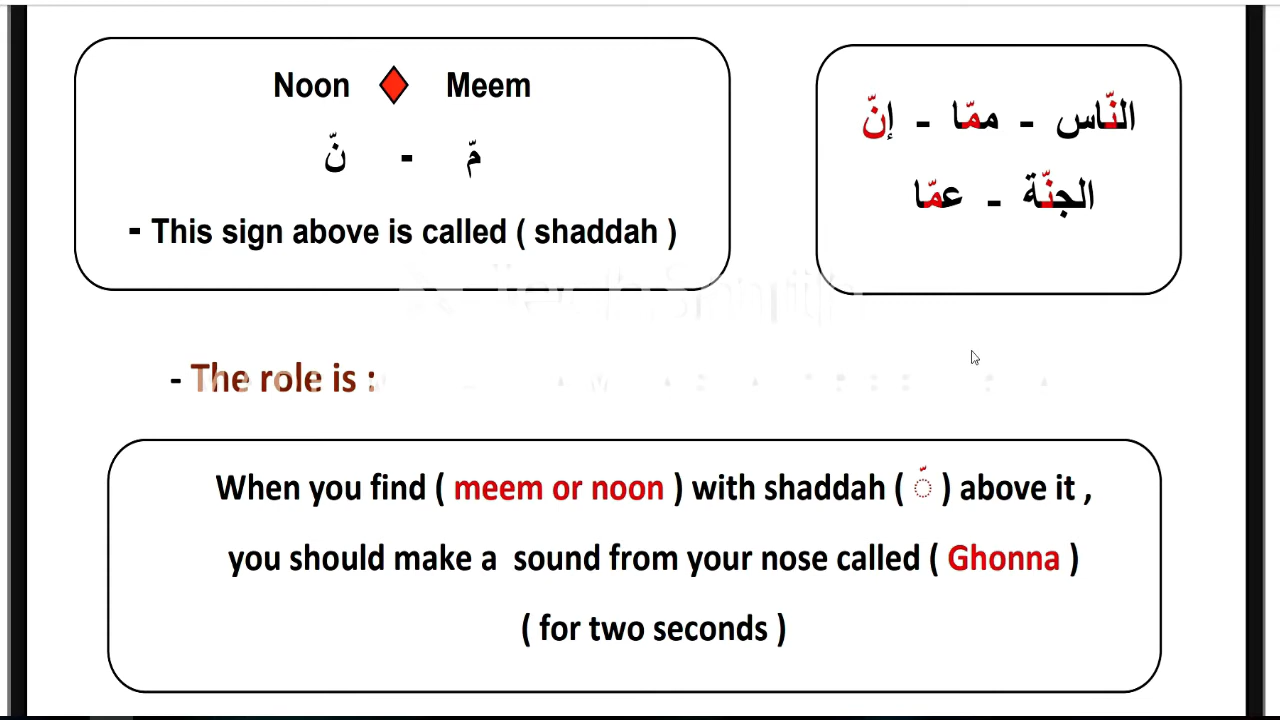 Noon ♦ Meem
نّ - مّ
- This sign above is called ( shaddah )
النّاس - ممّا - إنّ
الجنّة - عمّا
- The role is :
When you find ( meem or noon ) with shaddah ( ّ ) above it ,
you should make a sound from your nose called ( Ghonna )
( for two seconds )